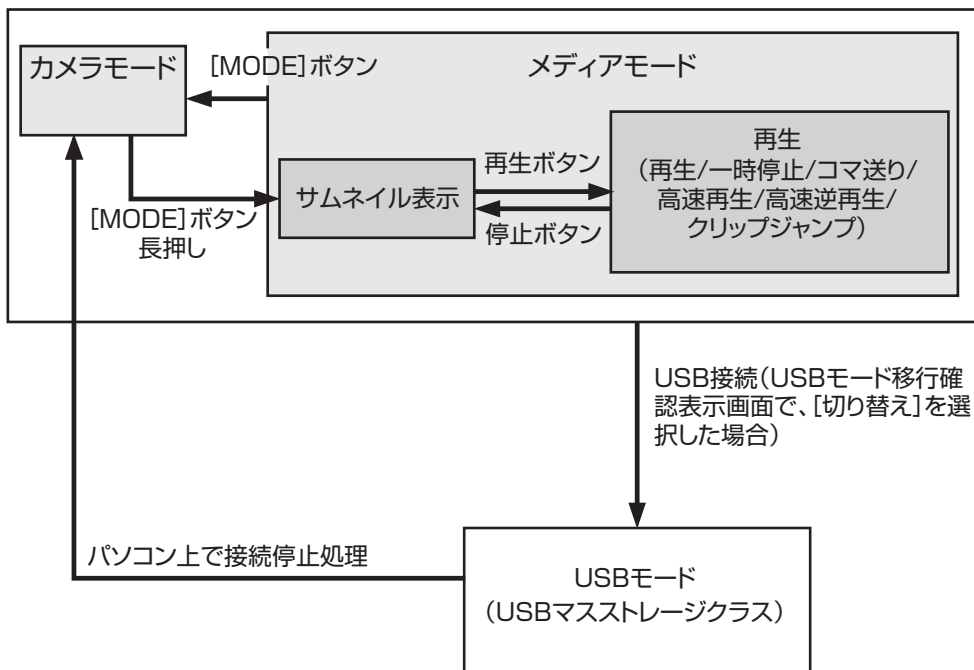 カメラモード
[MODE]ボタン
メディアモード
[MODE]ボタン
長押し
サムネイル表示
再生ボタン
停止ボタン
再生
(再生/一時停止/コマ送り/
高速再生/高速逆再生/
クリップジャンプ)
USB接続(USBモード移行確
認表示画面で、[切り替え]を選
択した場合)
パソコン上で接続停止処理
USBモード
(USBマスストレージクラス)